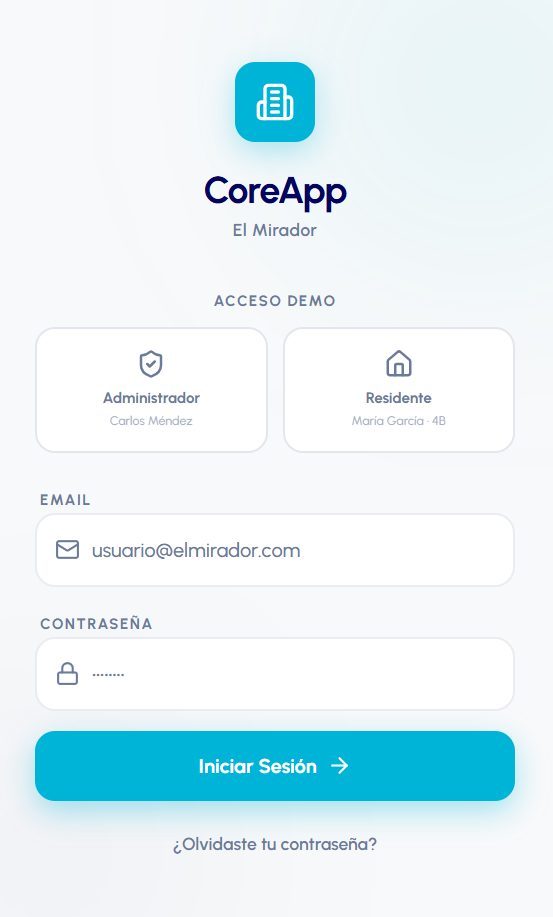 CoreApp
El Mirador
ACCESO DEMO
Administrador
Carlos Méndez
Residente
María García · 4B
EMAIL
usuario@elmirador.com
CONTRASEÑA
••••••••
Iniciar Sesión →
¿Olvidaste tu contraseña?